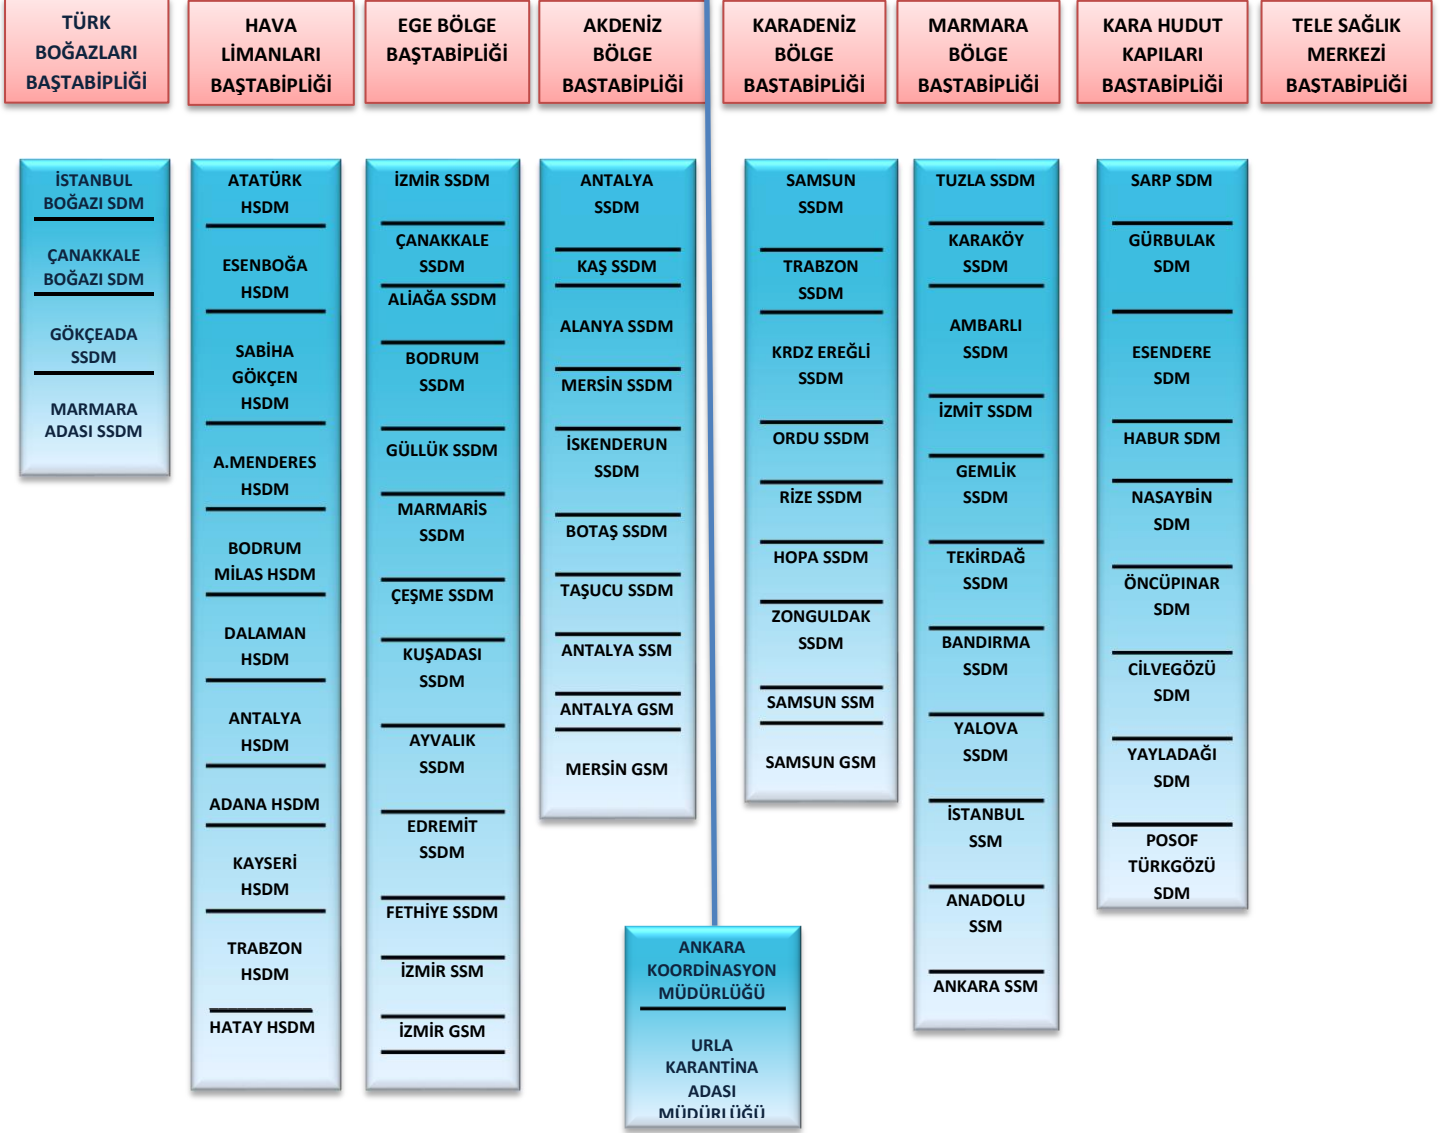 TÜRK
BOĞAZLARI
BAŞTABİPLİĞİ
HAVA
LİMANLARI
BAŞTABİPLİĞİ
EGE BÖLGE
BAŞTABİPLİĞİ
AKDENİZ
BÖLGE
BAŞTABİPLİĞİ
KARADENİZ
BÖLGE
BAŞTABİPLİĞİ
MARMARA
BÖLGE
BAŞTABİPLİĞİ
KARA HUDUT
KAPILARI
BAŞTABİPLİĞİ
TELE SAĞLIK
MERKEZİ
BAŞTABİPLİĞİ
İSTANBUL
BOĞAZI SDM
ÇANAKKALE
BOĞAZI SDM
GÖKÇEADA
SSDM
MARMARA
ADASI SSDM
ATATÜRK
HSDM
ESENBOĞA
HSDM
SABİHA
GÖKÇEN
HSDM
A.MENDERES
HSDM
BODRUM
MİLAS HSDM
DALAMAN
HSDM
ANTALYA
HSDM
ADANA HSDM
KAYSERİ
HSDM
TRABZON
HSDM
HATAY HSDM
İZMİR SSDM
ÇANAKKALE
SSDM
ALİAĞA SSDM
BODRUM
SSDM
GÜLLÜK SSDM
MARMARİS
SSDM
ÇEŞME SSDM
KUŞADASI
SSDM
AYVALIK
SSDM
EDREMİT
SSDM
FETHİYE SSDM
İZMİR SSM
İZMİR GSM
ANTALYA
SSDM
KAŞ SSDM
ALANYA SSDM
MERSİN SSDM
İSKENDERUN
SSDM
BOTAŞ SSDM
TAŞUCU SSDM
ANTALYA SSM
ANTALYA GSM
MERSİN GSM
ANKARA
KOORDİNASYON
MÜDÜRLÜĞÜ
URLA
KARANTİNA
ADASI
MÜDÜRLÜĞÜ
SAMSUN
SSDM
TRABZON
SSDM
KRDZ EREĞLİ
SSDM
ORDU SSDM
RİZE SSDM
HOPA SSDM
ZONGULDAK
SSDM
SAMSUN SSM
SAMSUN GSM
TUZLA SSDM
KARAKÖY
SSDM
AMBARLI
SSDM
İZMİT SSDM
GEMLİK
SSDM
TEKİRDAĞ
SSDM
BANDIRMA
SSDM
YALOVA
SSDM
İSTANBUL
SSM
ANADOLU
SSM
ANKARA SSM
SARP SDM
GÜRBULAK
SDM
ESENDERE
SDM
HABUR SDM
NASAYBİN
SDM
ÖNCÜPINAR
SDM
CİLVEGÖZÜ
SDM
YAYLADAĞI
SDM
POSOF
TÜRKGÖZÜ
SDM